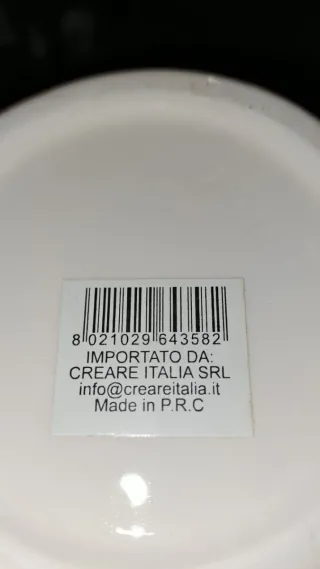 8 021029 643582
IMPORTATO DA:
CREARE ITALIA SRL
info@creareitalia.it
Made in P.R.C